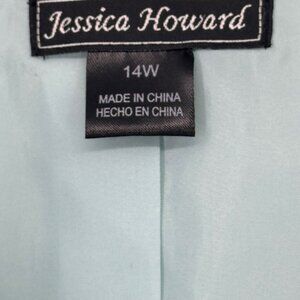 Jessica Howard
14W
MADE IN CHINA
HECHO EN CHINA